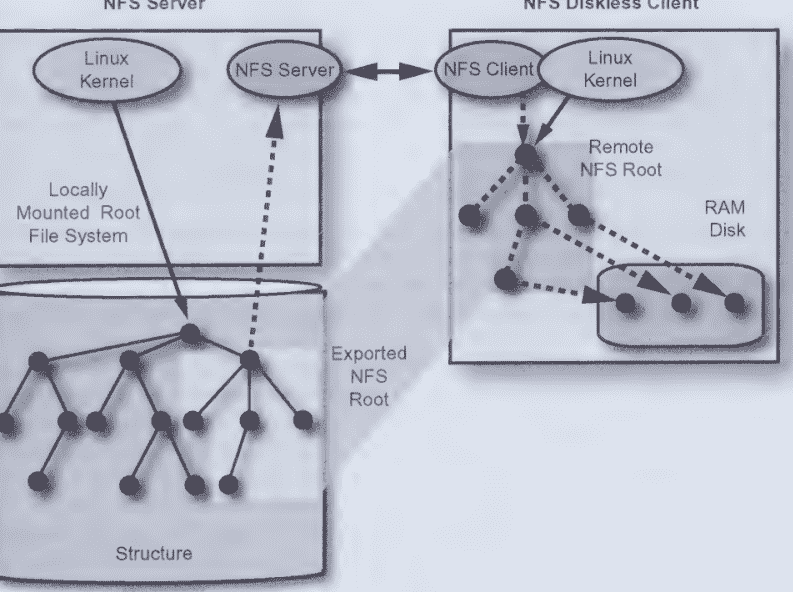 NFS Server
NFS Diskless Client
Linux
Kernel
NFS Server
NFS Client
Linux
Kernel
Locally
Mounted Root
File System
Remote
NFS Root
RAM
Disk
Exported
NFS
Root
Structure